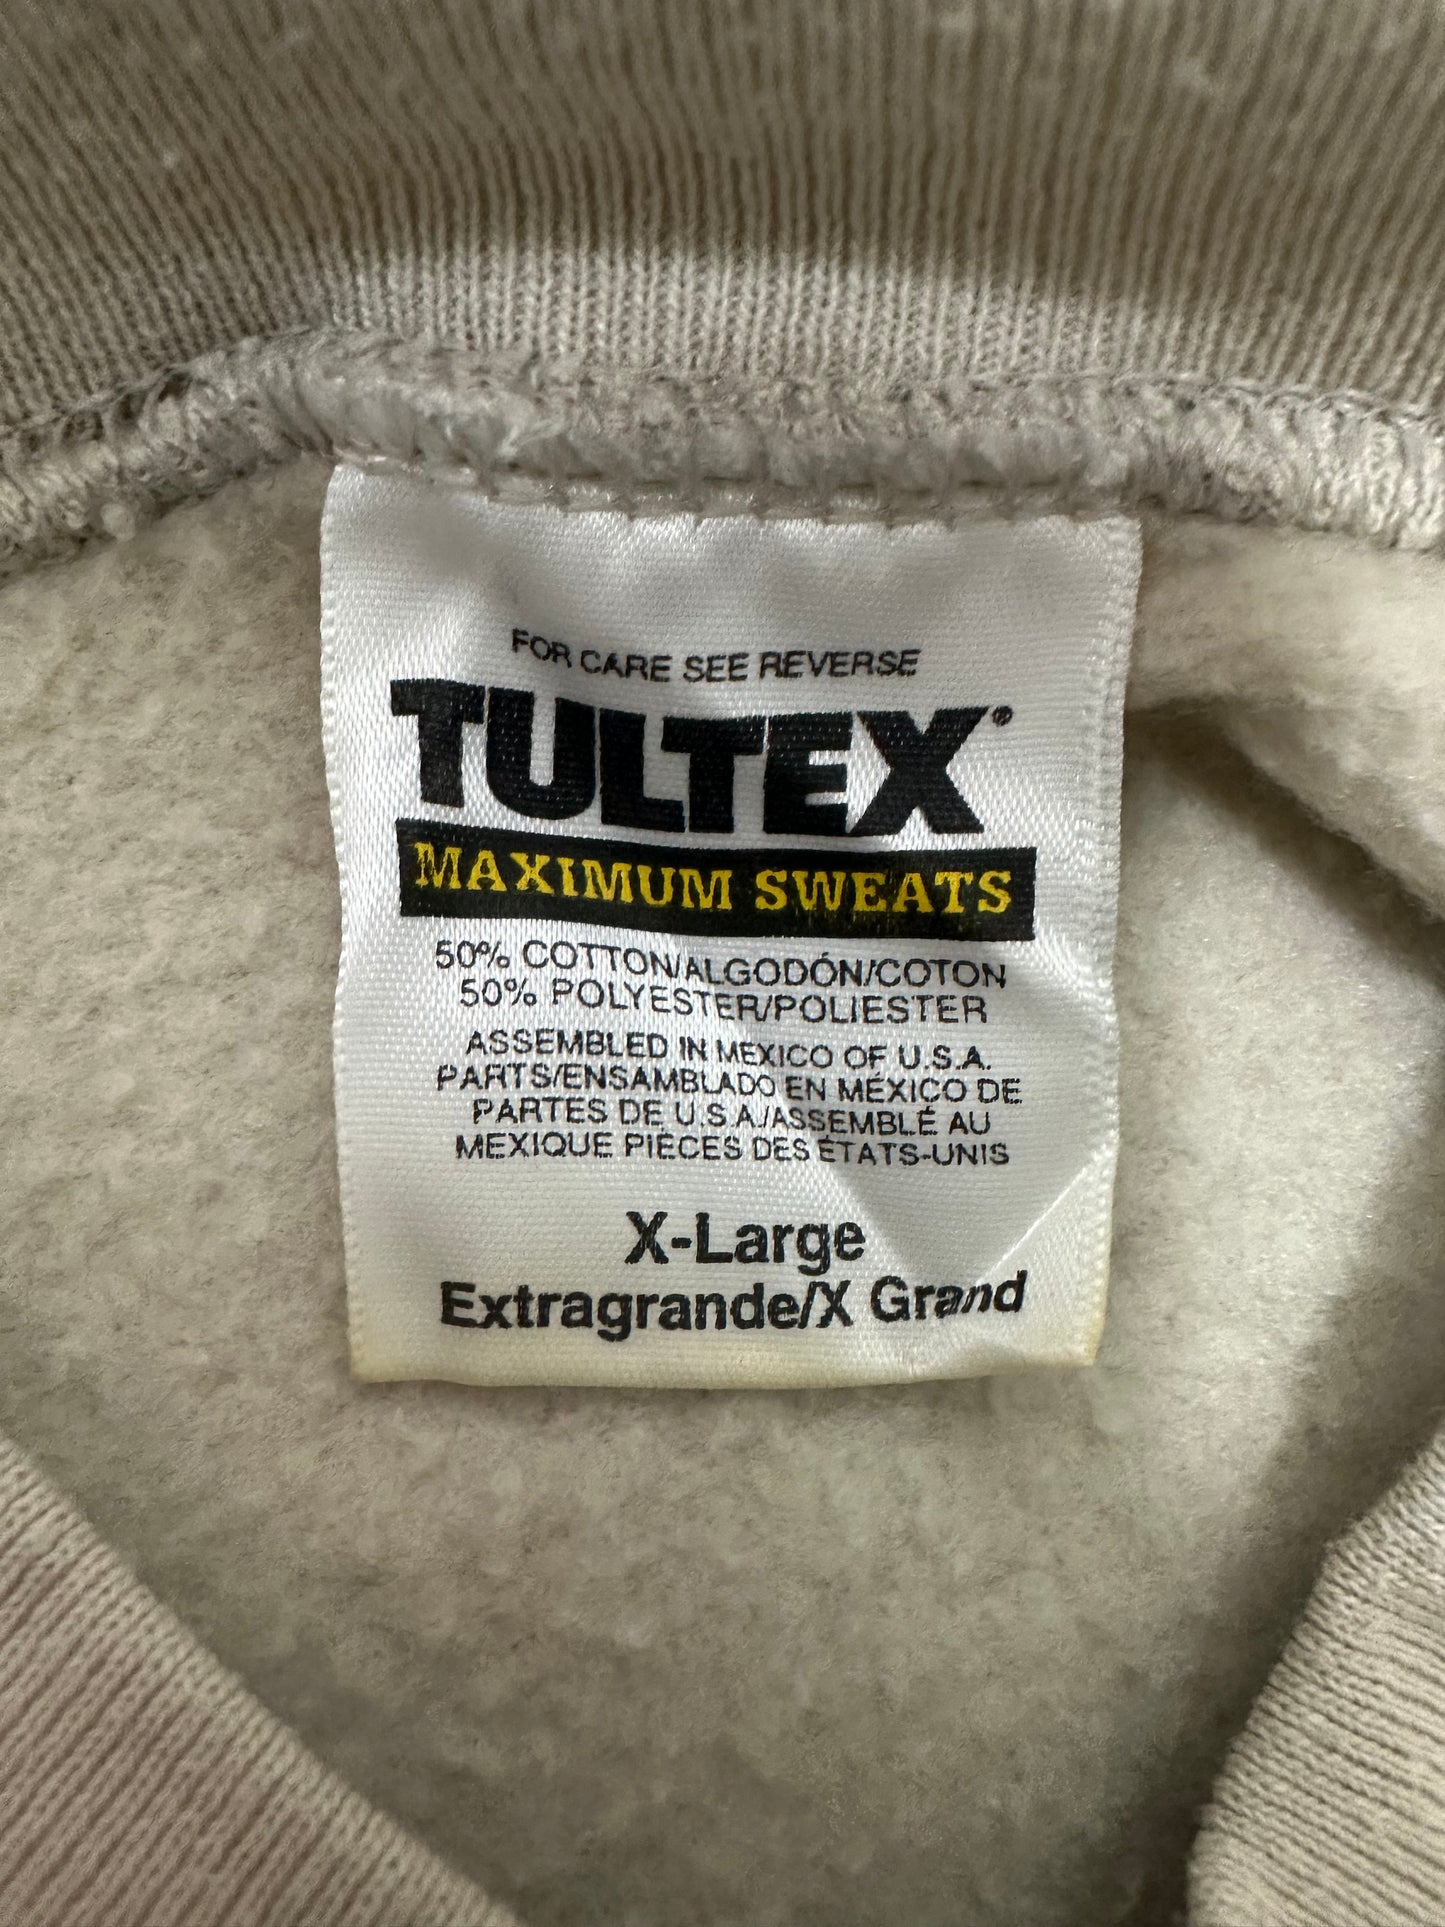 FOR CARE SEE REVERSE
TULTEX®
MAXIMUM SWEATS
50% COTTON/ALGODÓN/COTON
50% POLYESTER/POLIESTER
ASSEMBLED IN MEXICO OF U.S.A.
PARTS/ENSAMBLADO EN MÉXICO DE
PARTES DE U.S.A./ASSEMBLÉ AU
MEXIQUE PIÈCES DES ÉTATS-UNIS
X-Large
Extragrande/X Grand